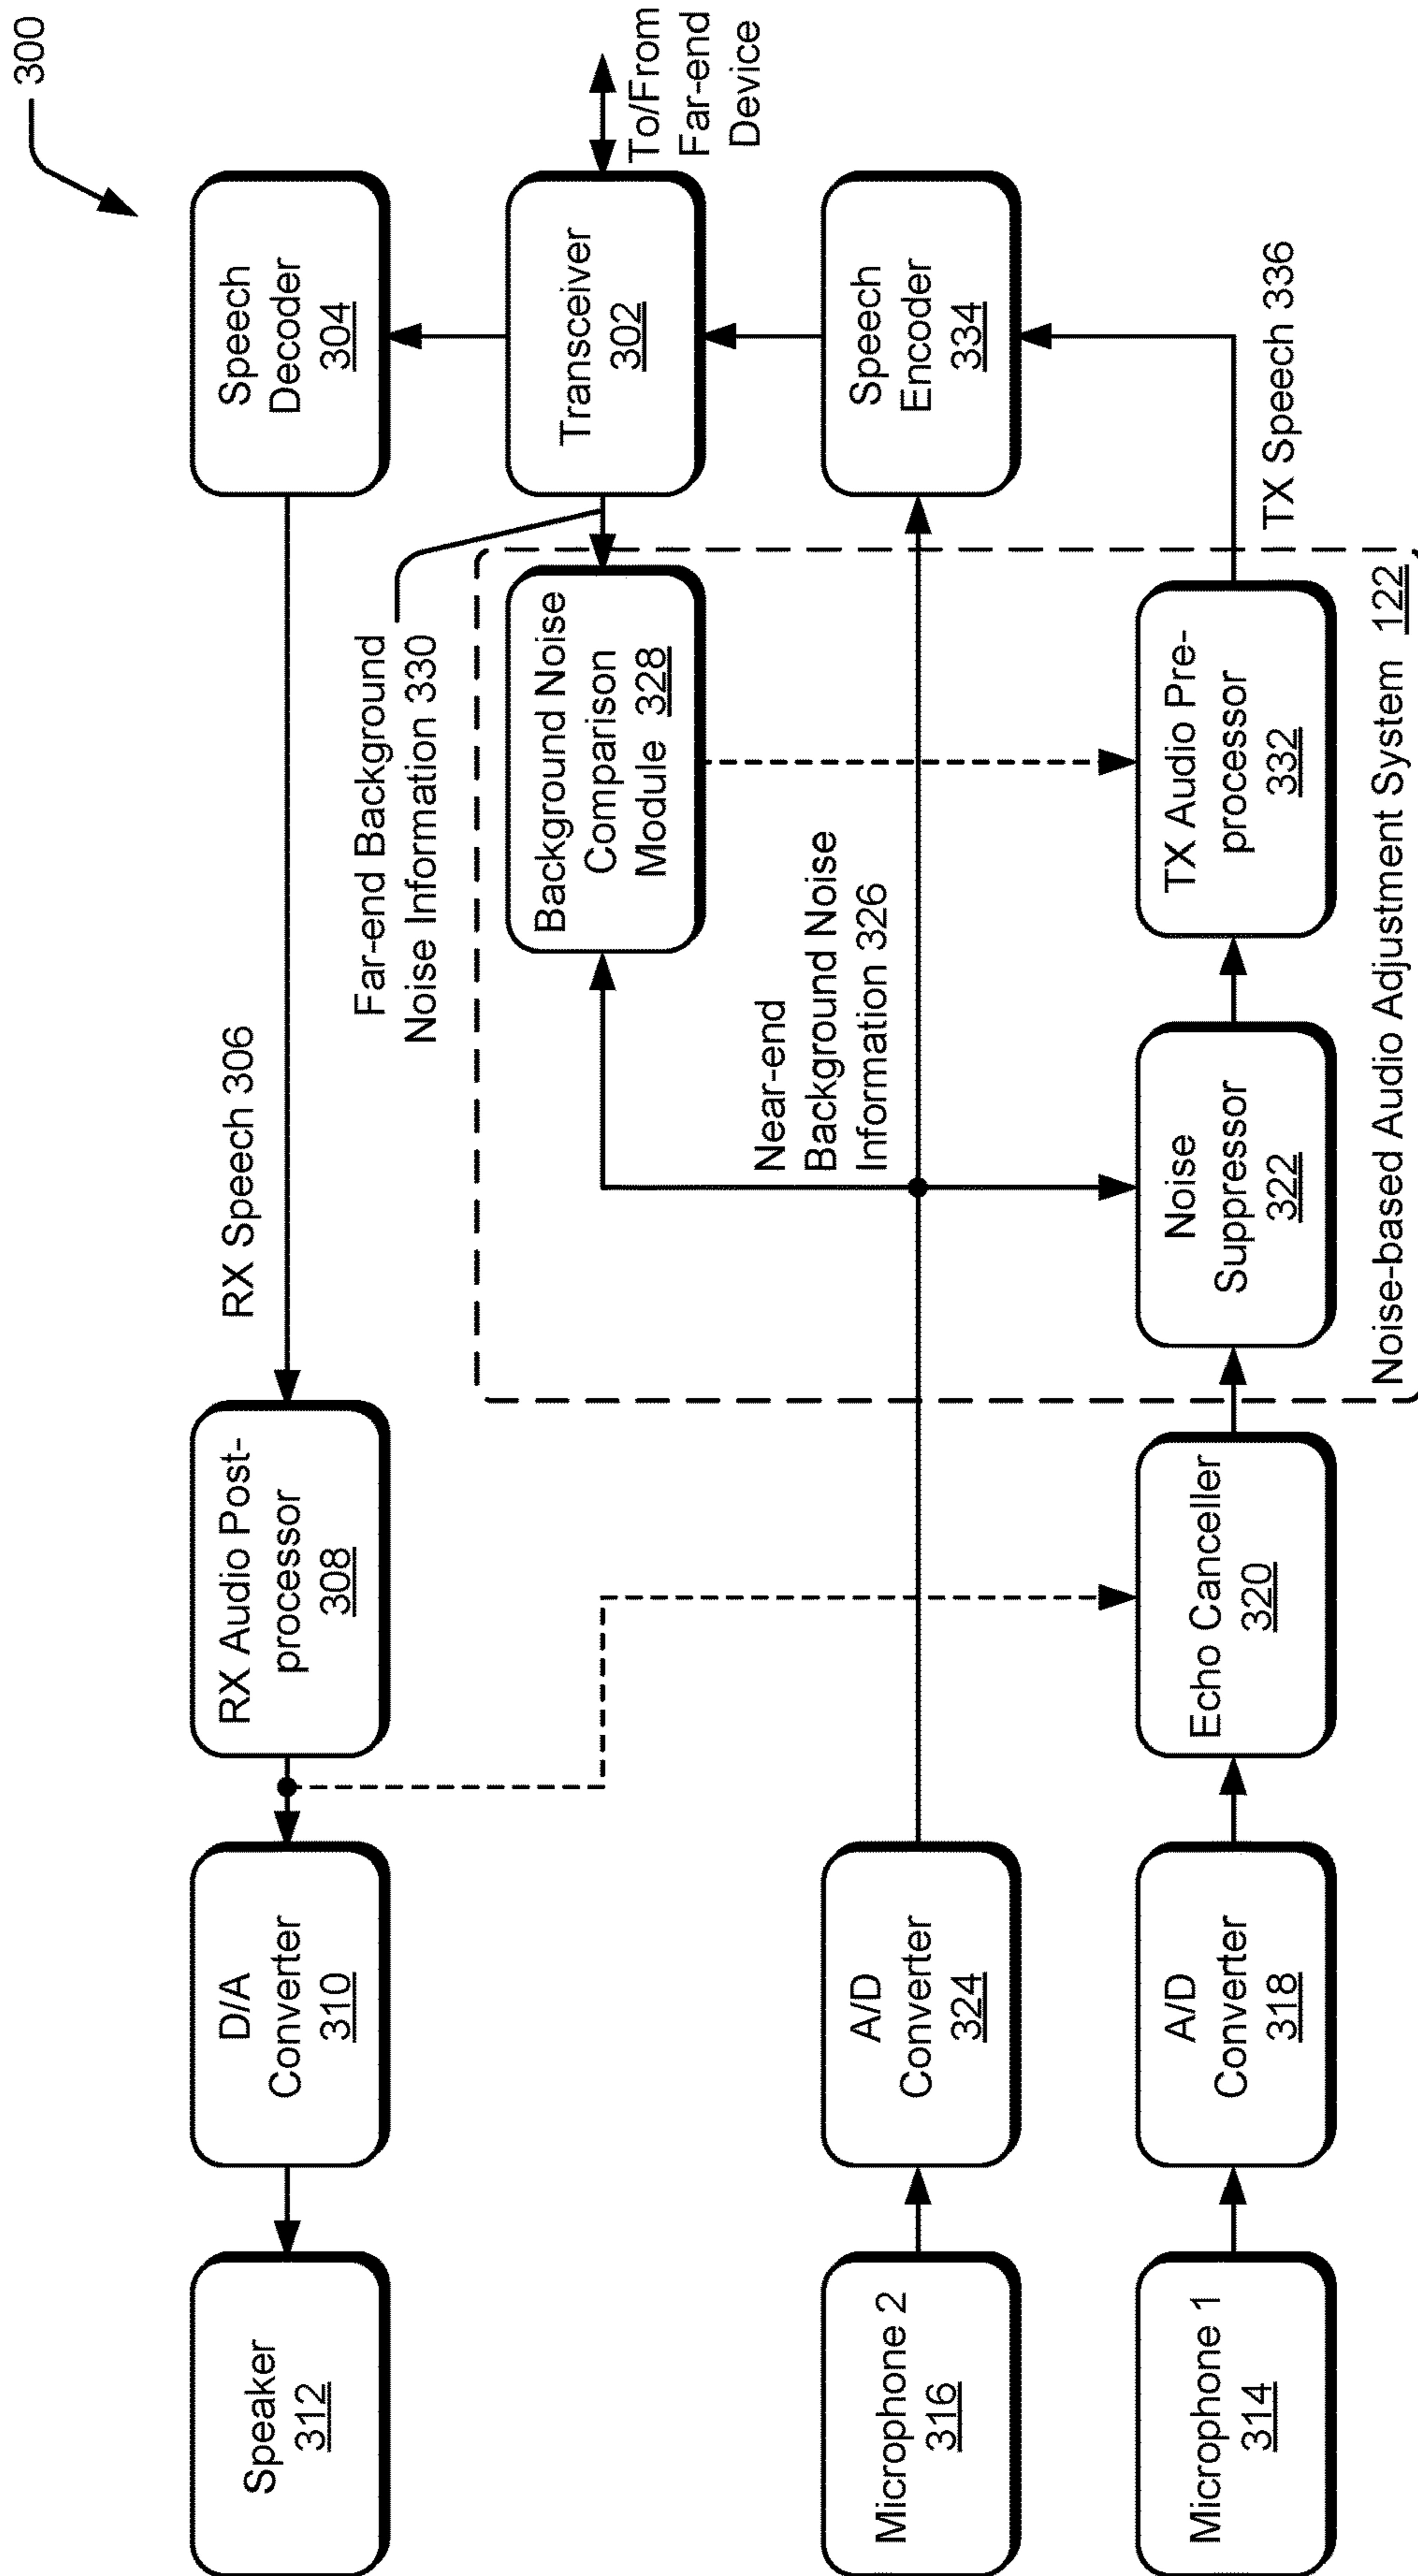 300
Speaker
312
D/A
Converter
310
RX Audio Post-
processor
308
RX Speech 306
Speech
Decoder
304
Far-end Background
Noise Information 330
Transceiver
302
To/From
Far-end
Device
Background Noise
Comparison
Module 328
Near-end
Background Noise
Information 326
Microphone 2
316
A/D
Converter
324
Speech
Encoder
334
Microphone 1
314
A/D
Converter
318
Echo Canceller
320
Noise
Suppressor
322
TX Audio Pre-
processor
332
TX Speech 336
Noise-based Audio Adjustment System 122